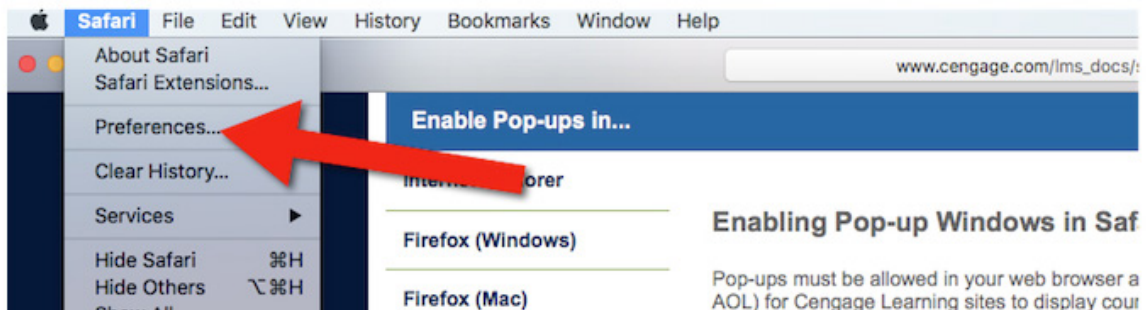 Safari File Edit View History Bookmarks Window Help
About Safari
Safari Extensions...
www.cengage.com/lms_docs/
Preferences...
Enable Pop-ups in...
Clear History...
Services
Enabling Pop-up Windows in Saf
Firefox (Windows)
Hide Safari ⌘H
Hide Others ⌥⌘H
Pop-ups must be allowed in your web browser a
AOL) for Cengage Learning sites to display cour
Firefox (Mac)